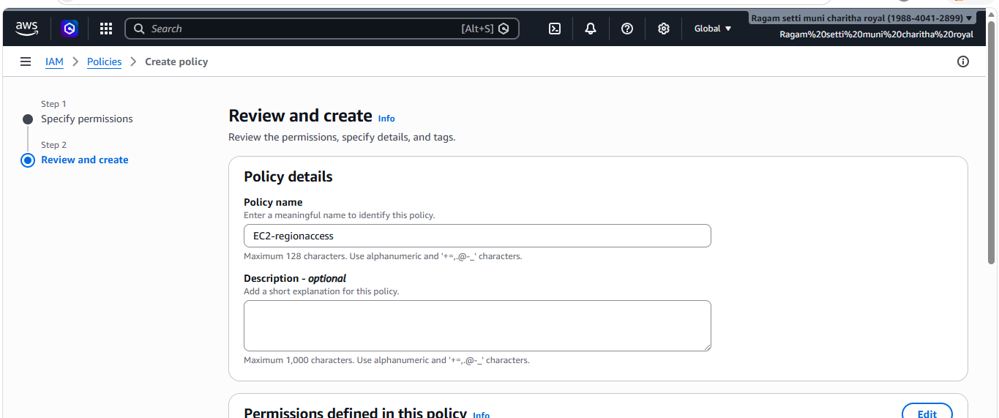 aws
Search
[Alt+S]
Global
Ragam setti muni charitha royal (1988-4041-2899)
Ragam%20setti%20muni%20charitha%20royal
IAM
Policies
Create policy
Step 1
Specify permissions
Step 2
Review and create
Review and create Info
Review the permissions, specify details, and tags.
Policy details
Policy name
Enter a meaningful name to identify this policy.
EC2-regionaccess
Maximum 128 characters. Use alphanumeric and '+=,.@-_' characters.
Description - optional
Add a short explanation for this policy.
Maximum 1,000 characters. Use alphanumeric and '+=,.@-_' characters.
Permissions defined in this policy Info
Edit